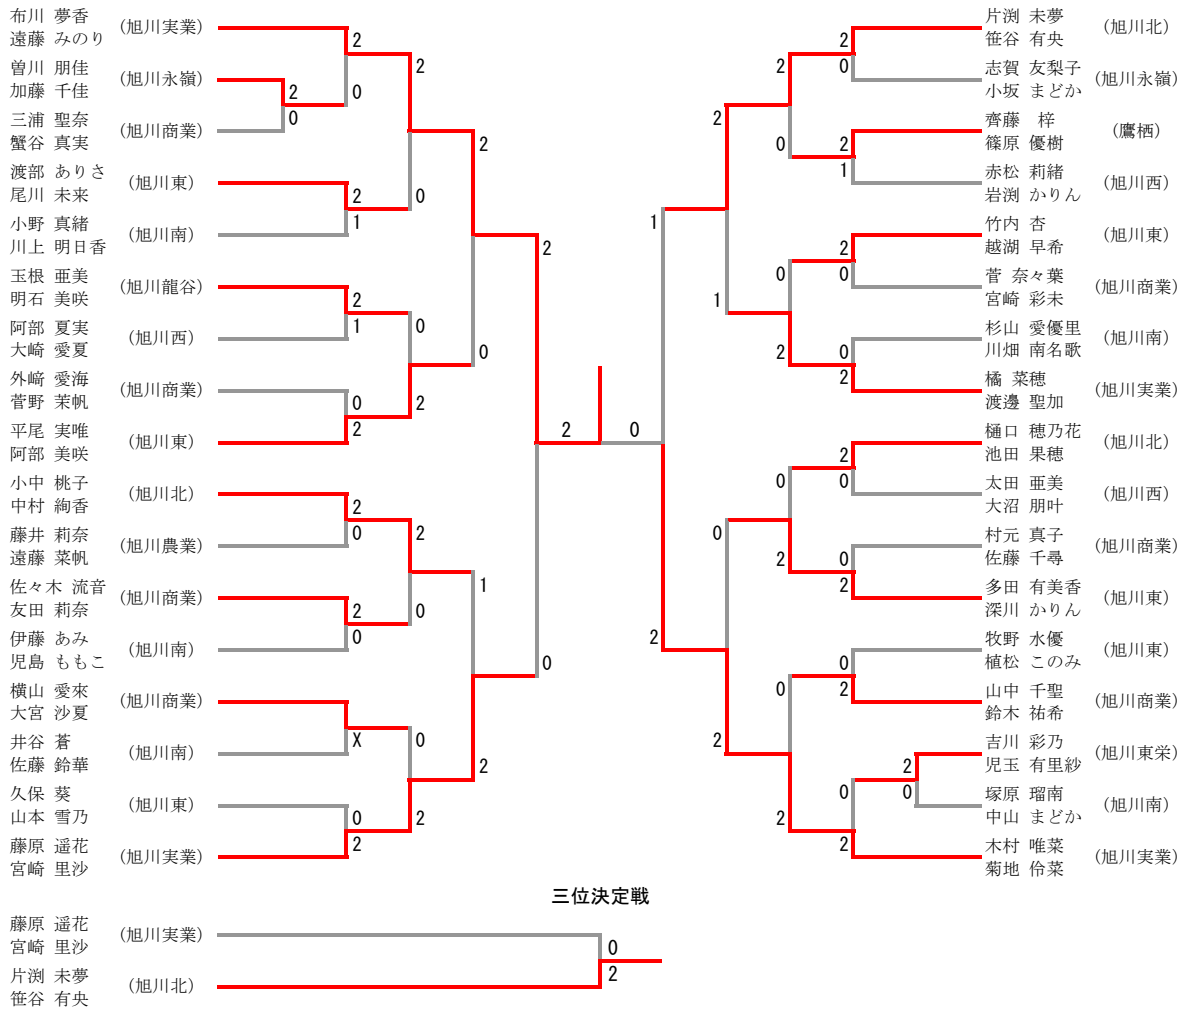 布川 夢香
遠藤 みのり
(旭川実業)
曽川 朋佳
加藤 千佳
(旭川永嶺)
三浦 聖奈
蟹谷 真実
(旭川商業)
渡部 ありさ
尾川 未来
(旭川東)
小野 真緒
川上 明日香
(旭川南)
玉根 亜美
明石 美咲
(旭川龍谷)
阿部 夏実
大崎 愛夏
(旭川西)
外﨑 愛海
菅野 茉帆
(旭川商業)
平尾 実唯
阿部 美咲
(旭川東)
小中 桃子
中村 絢香
(旭川北)
藤井 莉奈
遠藤 菜帆
(旭川農業)
佐々木 流音
友田 莉奈
(旭川商業)
伊藤 あみ
児島 ももこ
(旭川南)
横山 愛來
大宮 沙夏
(旭川商業)
井谷 蒼
佐藤 鈴華
(旭川南)
久保 葵
山本 雪乃
(旭川東)
藤原 遥花
宮崎 里沙
(旭川実業)
2
0
2
0
2
1
2
1
0
2
2
0
2
0
X
0
2
2
0
0
2
2
0
0
2
2
0
1
2
2
0
2
0
1
2
2
1
0
2
2
0
0
2
0
2
0
2
2
0
2
1
2
0
0
2
2
0
0
2
0
2
2
0
0
2
片渕 未夢
笹谷 有央
(旭川北)
志賀 友梨子
小坂 まどか
(旭川永嶺)
齊藤 梓
篠原 優樹
(鷹栖)
赤松 莉緒
岩渕 かりん
(旭川西)
竹内 杏
越湖 早希
(旭川東)
菅 奈々葉
宮崎 彩未
(旭川商業)
杉山 愛優里
川畑 南名歌
(旭川南)
橘 菜穂
渡邊 聖加
(旭川実業)
樋口 穂乃花
池田 果穂
(旭川北)
太田 亜美
大沼 朋叶
(旭川西)
村元 真子
佐藤 千尋
(旭川商業)
多田 有美香
深川 かりん
(旭川東)
牧野 水優
植松 このみ
(旭川東)
山中 千聖
鈴木 祐希
(旭川商業)
吉川 彩乃
児玉 有里紗
(旭川東栄)
塚原 瑠南
中山 まどか
(旭川南)
木村 唯菜
菊地 伶菜
(旭川実業)
三位決定戦
藤原 遥花
宮崎 里沙
(旭川実業)
0
片渕 未夢
笹谷 有央
(旭川北)
2